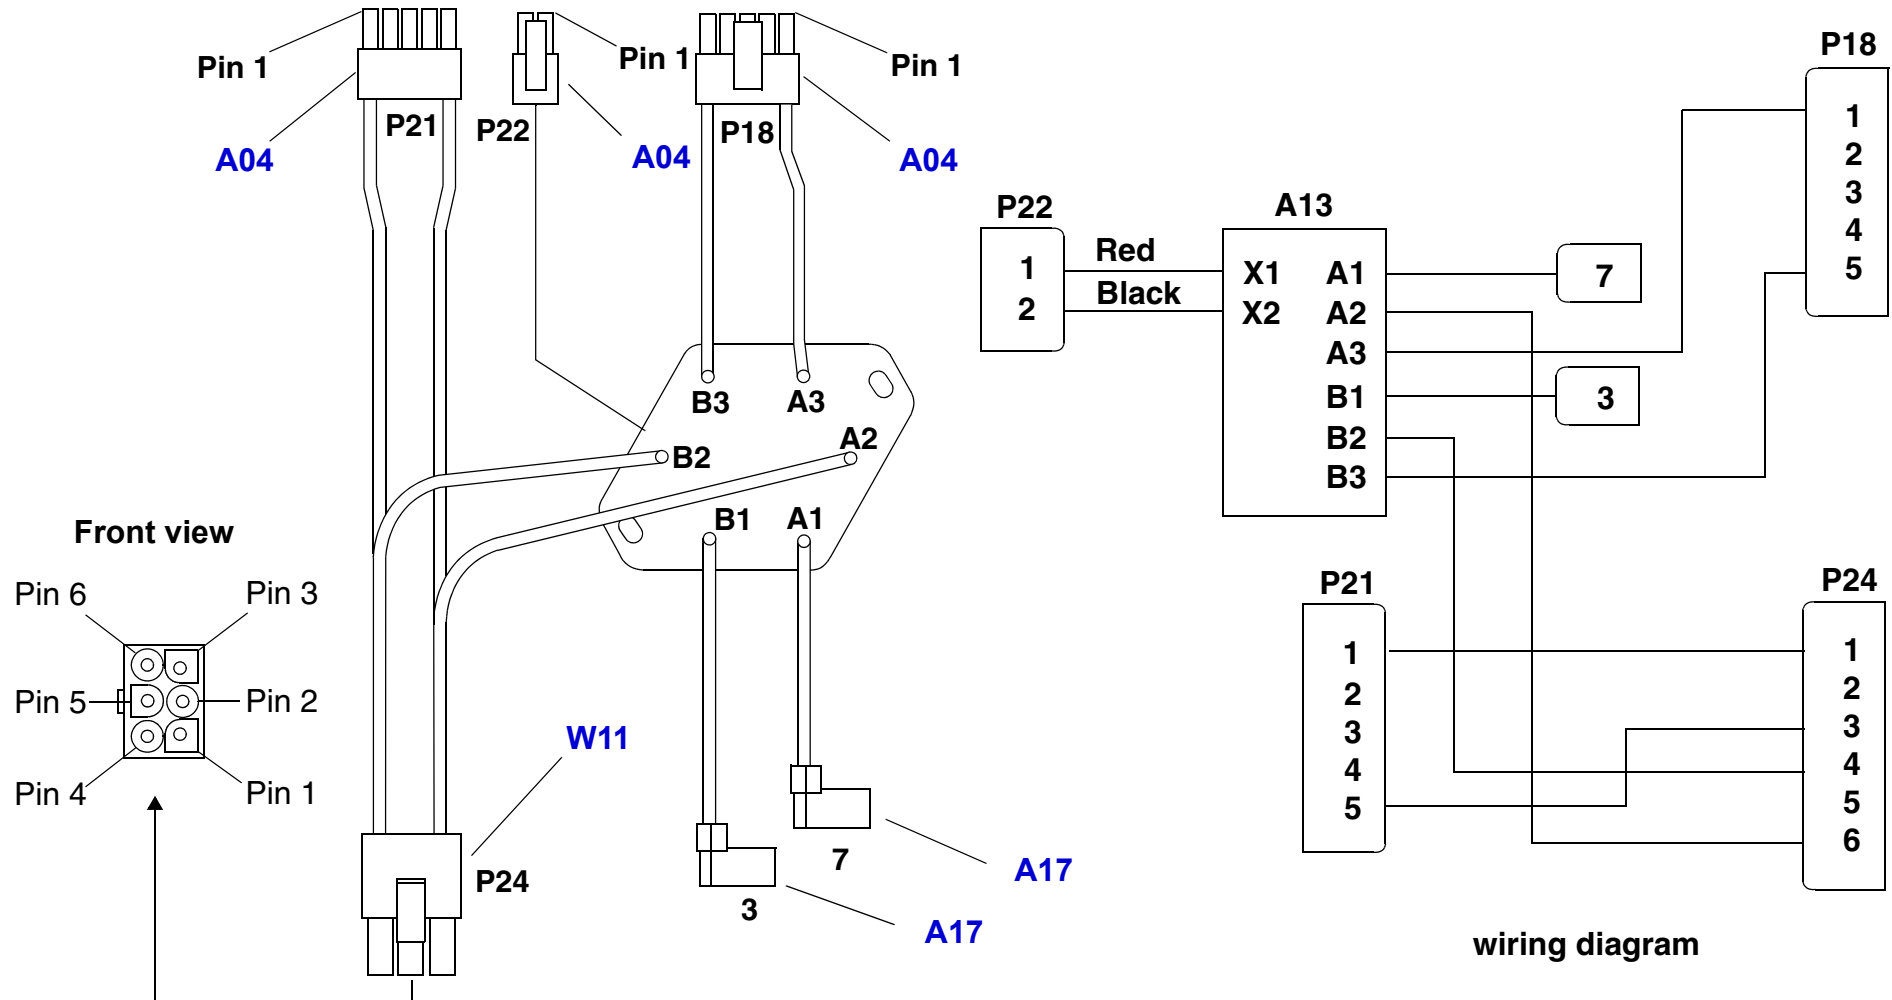 Pin 1
A04
P21
P22
Pin 1
A04
P18
Pin 1
A04
B3
A3
B2
A2
B1
A1
Front view
Pin 6
Pin 3
Pin 5
Pin 2
Pin 4
Pin 1
W11
P24
7
A17
3
A17
P22
1
2
Red
Black
A13
X1
X2
A1
A2
A3
B1
B2
B3
7
3
P18
1
2
3
4
5
P21
1
2
3
4
5
P24
1
2
3
4
5
6
wiring diagram